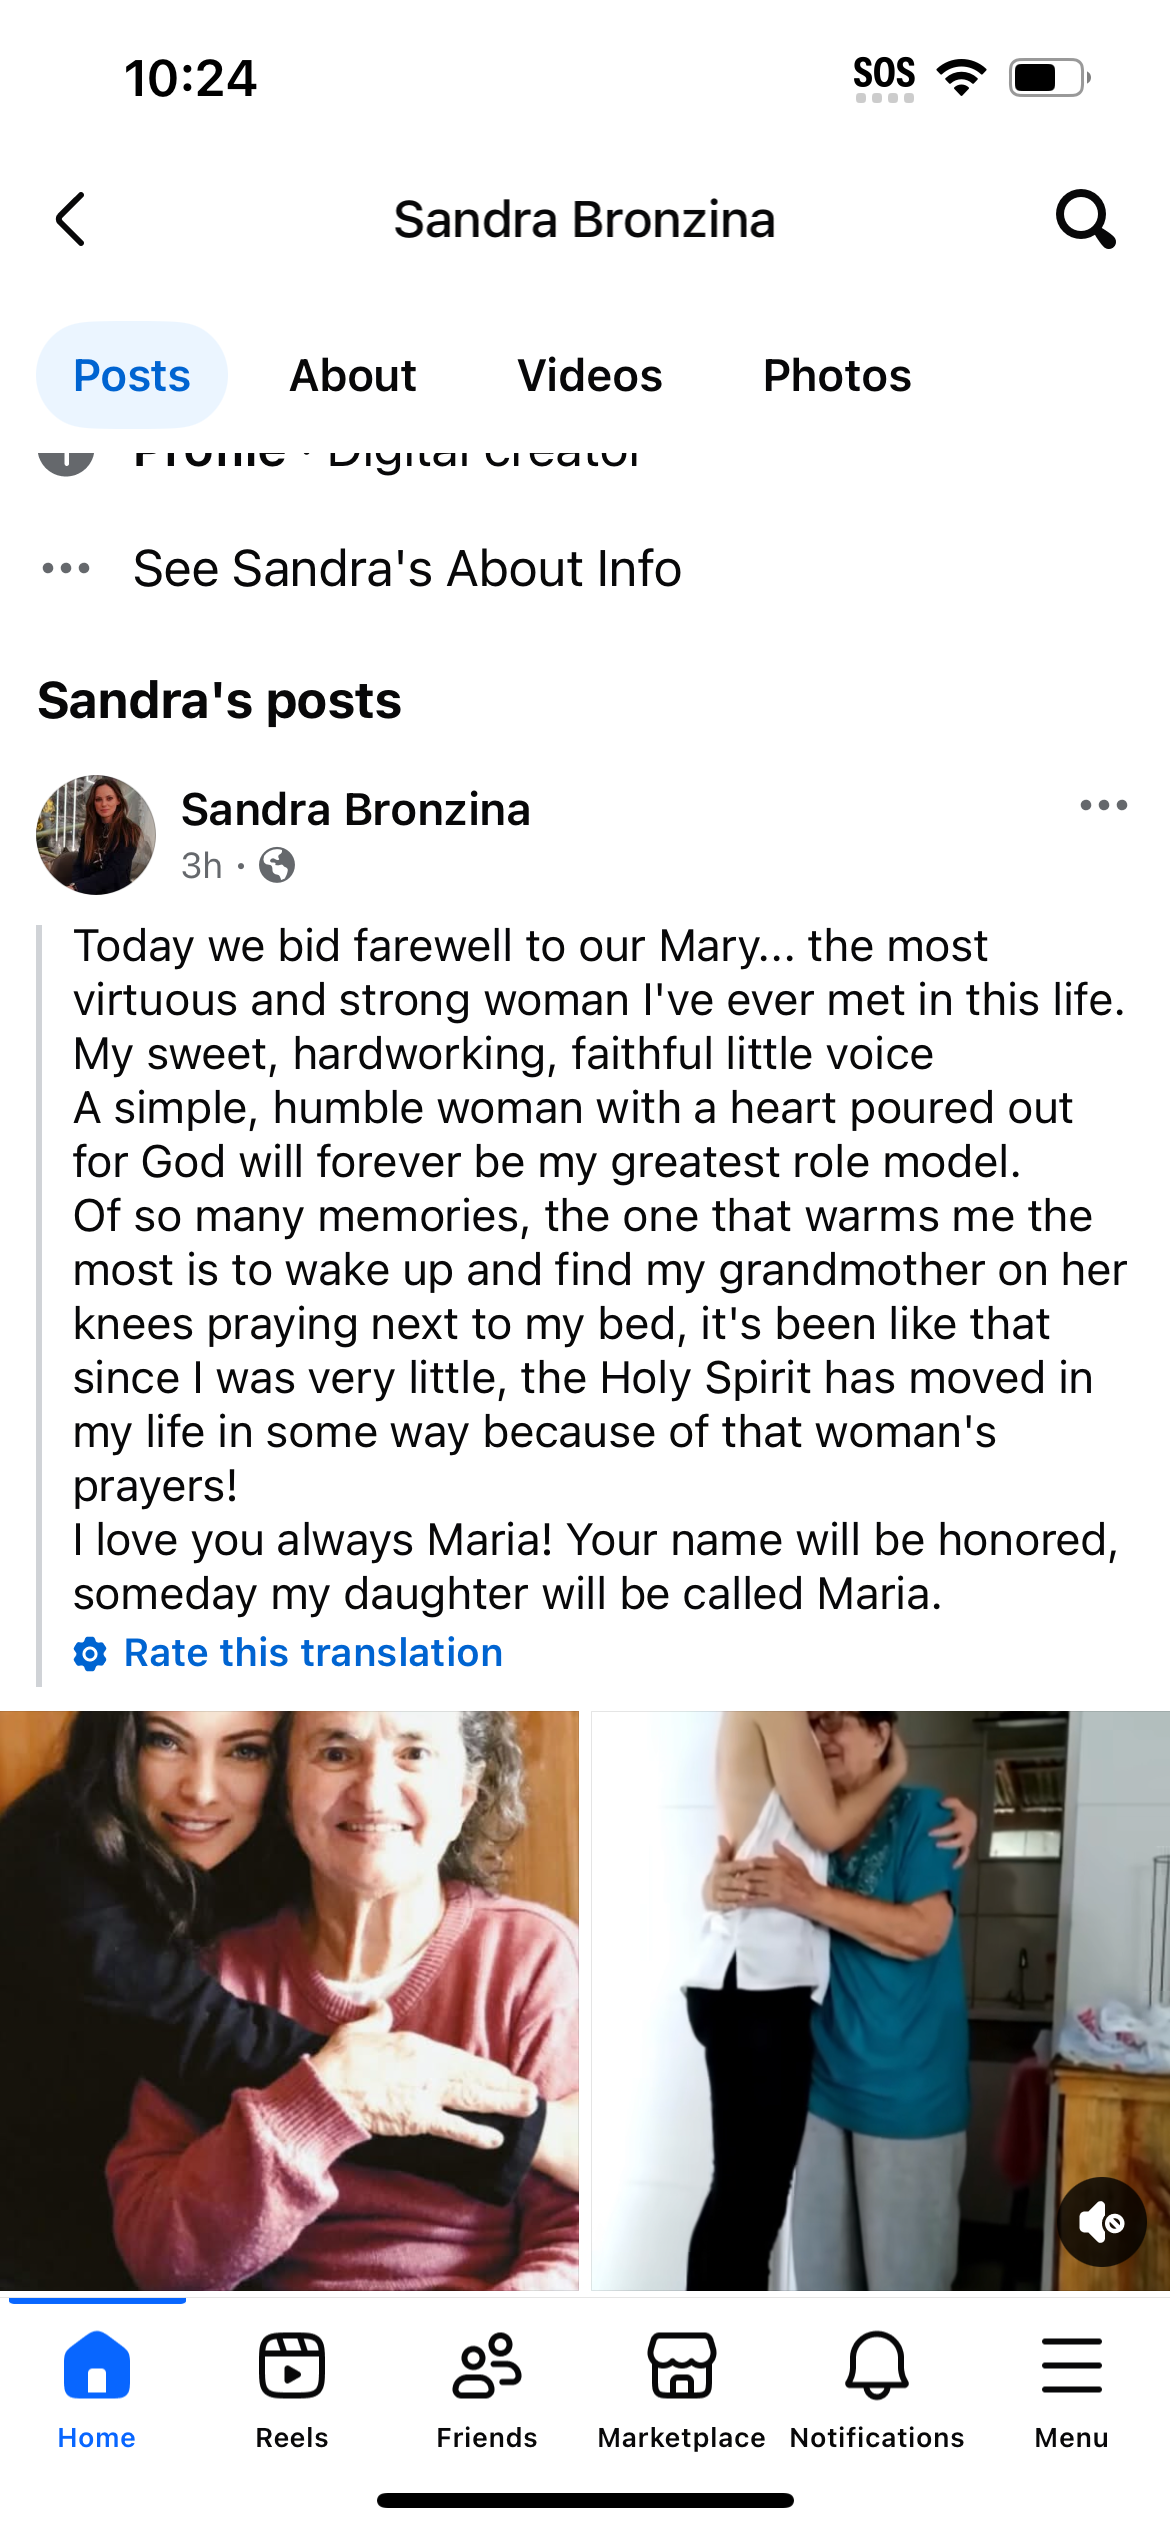 10:24
SOS
Sandra Bronzina
Posts
About
Videos
Photos
Profile · Digital creator
See Sandra's About Info
Sandra's posts
Sandra Bronzina
3h ·
Today we bid farewell to our Mary... the most
virtuous and strong woman I've ever met in this life.
My sweet, hardworking, faithful little voice
A simple, humble woman with a heart poured out
for God will forever be my greatest role model.
Of so many memories, the one that warms me the
most is to wake up and find my grandmother on her
knees praying next to my bed, it's been like that
since I was very little, the Holy Spirit has moved in
my life in some way because of that woman's
prayers!
I love you always Maria! Your name will be honored,
someday my daughter will be called Maria.
Rate this translation
Home
Reels
Friends
Marketplace
Notifications
Menu